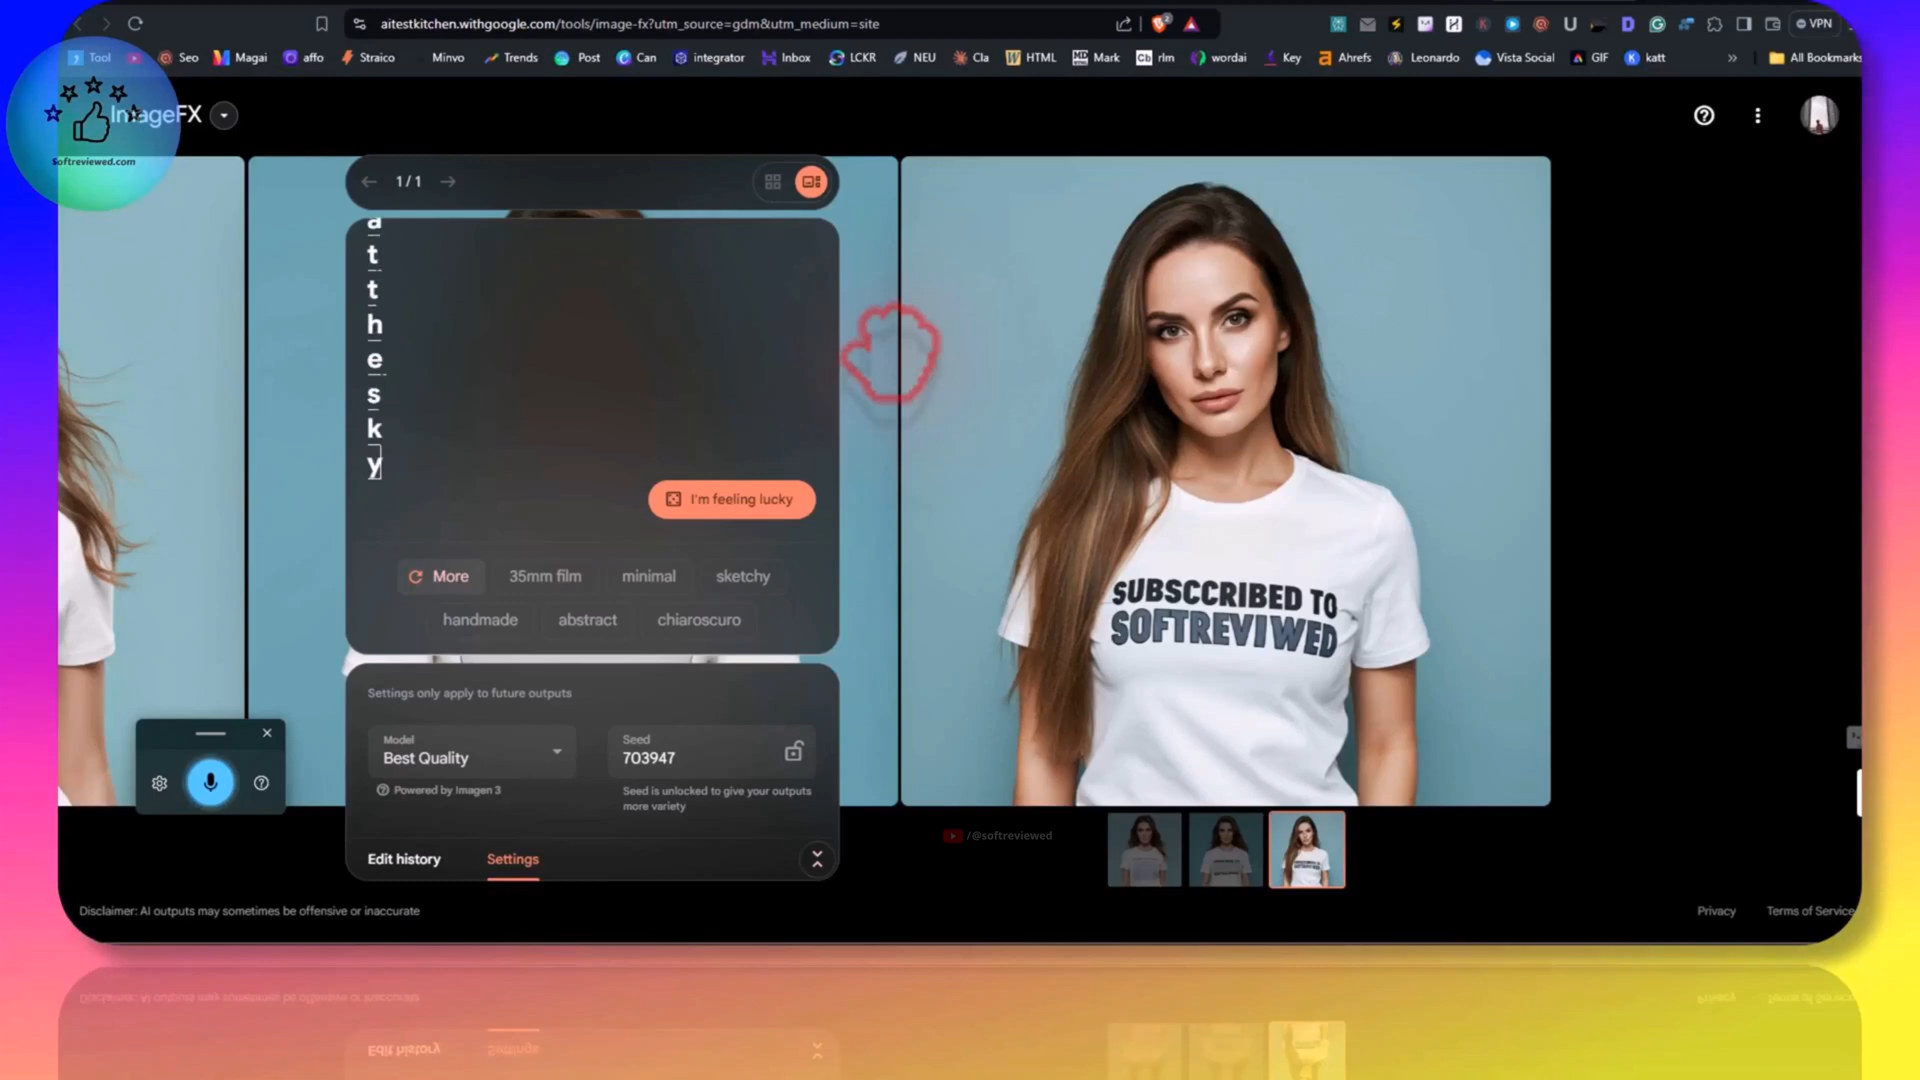 aitestkitchen.withgoogle.com/tools/image-fx?utm_source=gdm&utm_medium=site
VPN
Tool
Seo
Magai
affo
Straico
Minvo
Trends
Post
Can
integrator
Inbox
LCKR
NEU
Cla
HTML
Mark
rlm
wordai
Key
Ahrefs
Leonardo
Vista Social
GIF
katt
All Bookmarks
ImageFX
Softreviewed.com
1 / 1
a
t
t
h
e
s
k
y
I'm feeling lucky
More
35mm film
minimal
sketchy
handmade
abstract
chiaroscuro
SUBSCCRIBED TO
SOFTREVIWED
Settings only apply to future outputs
Model
Best Quality
Powered by Imagen 3
Seed
703947
Seed is unlocked to give your outputs
more variety
Edit history
Settings
/@softreviewed
Disclaimer: AI outputs may sometimes be offensive or inaccurate
Privacy
Terms of Service